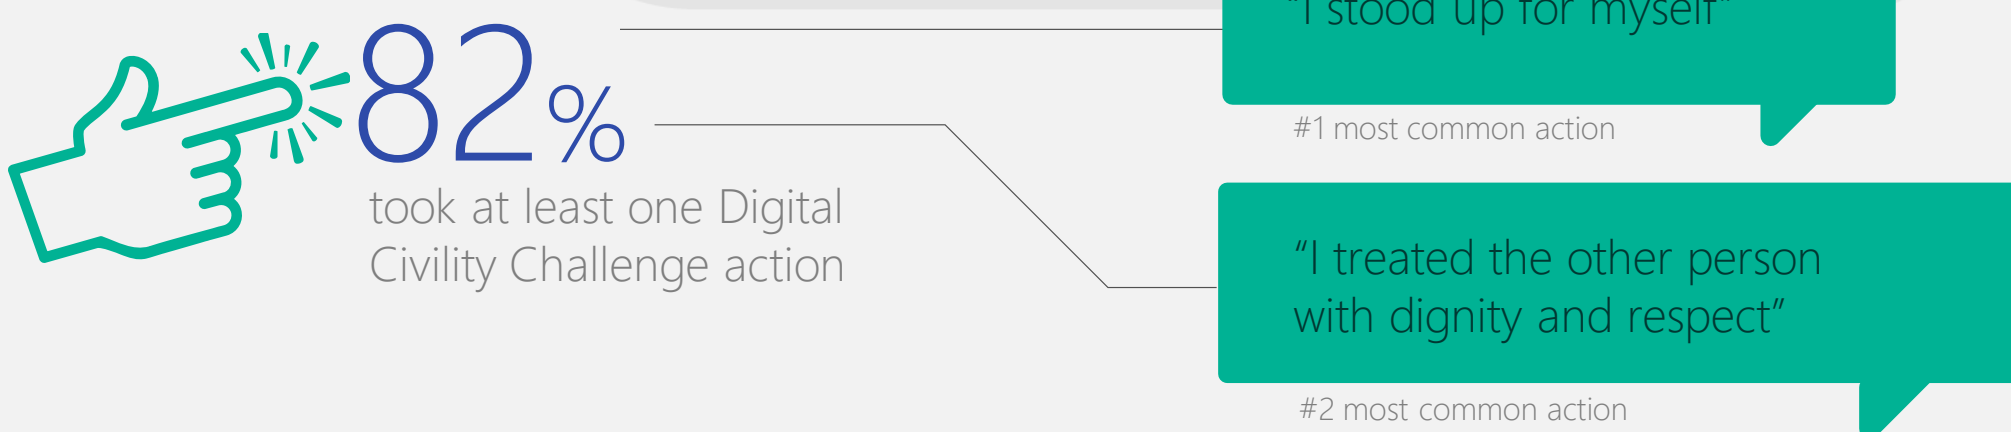 "I stood up for myself"
82%
#1 most common action
took at least one Digital
Civility Challenge action
"I treated the other person
with dignity and respect"
#2 most common action